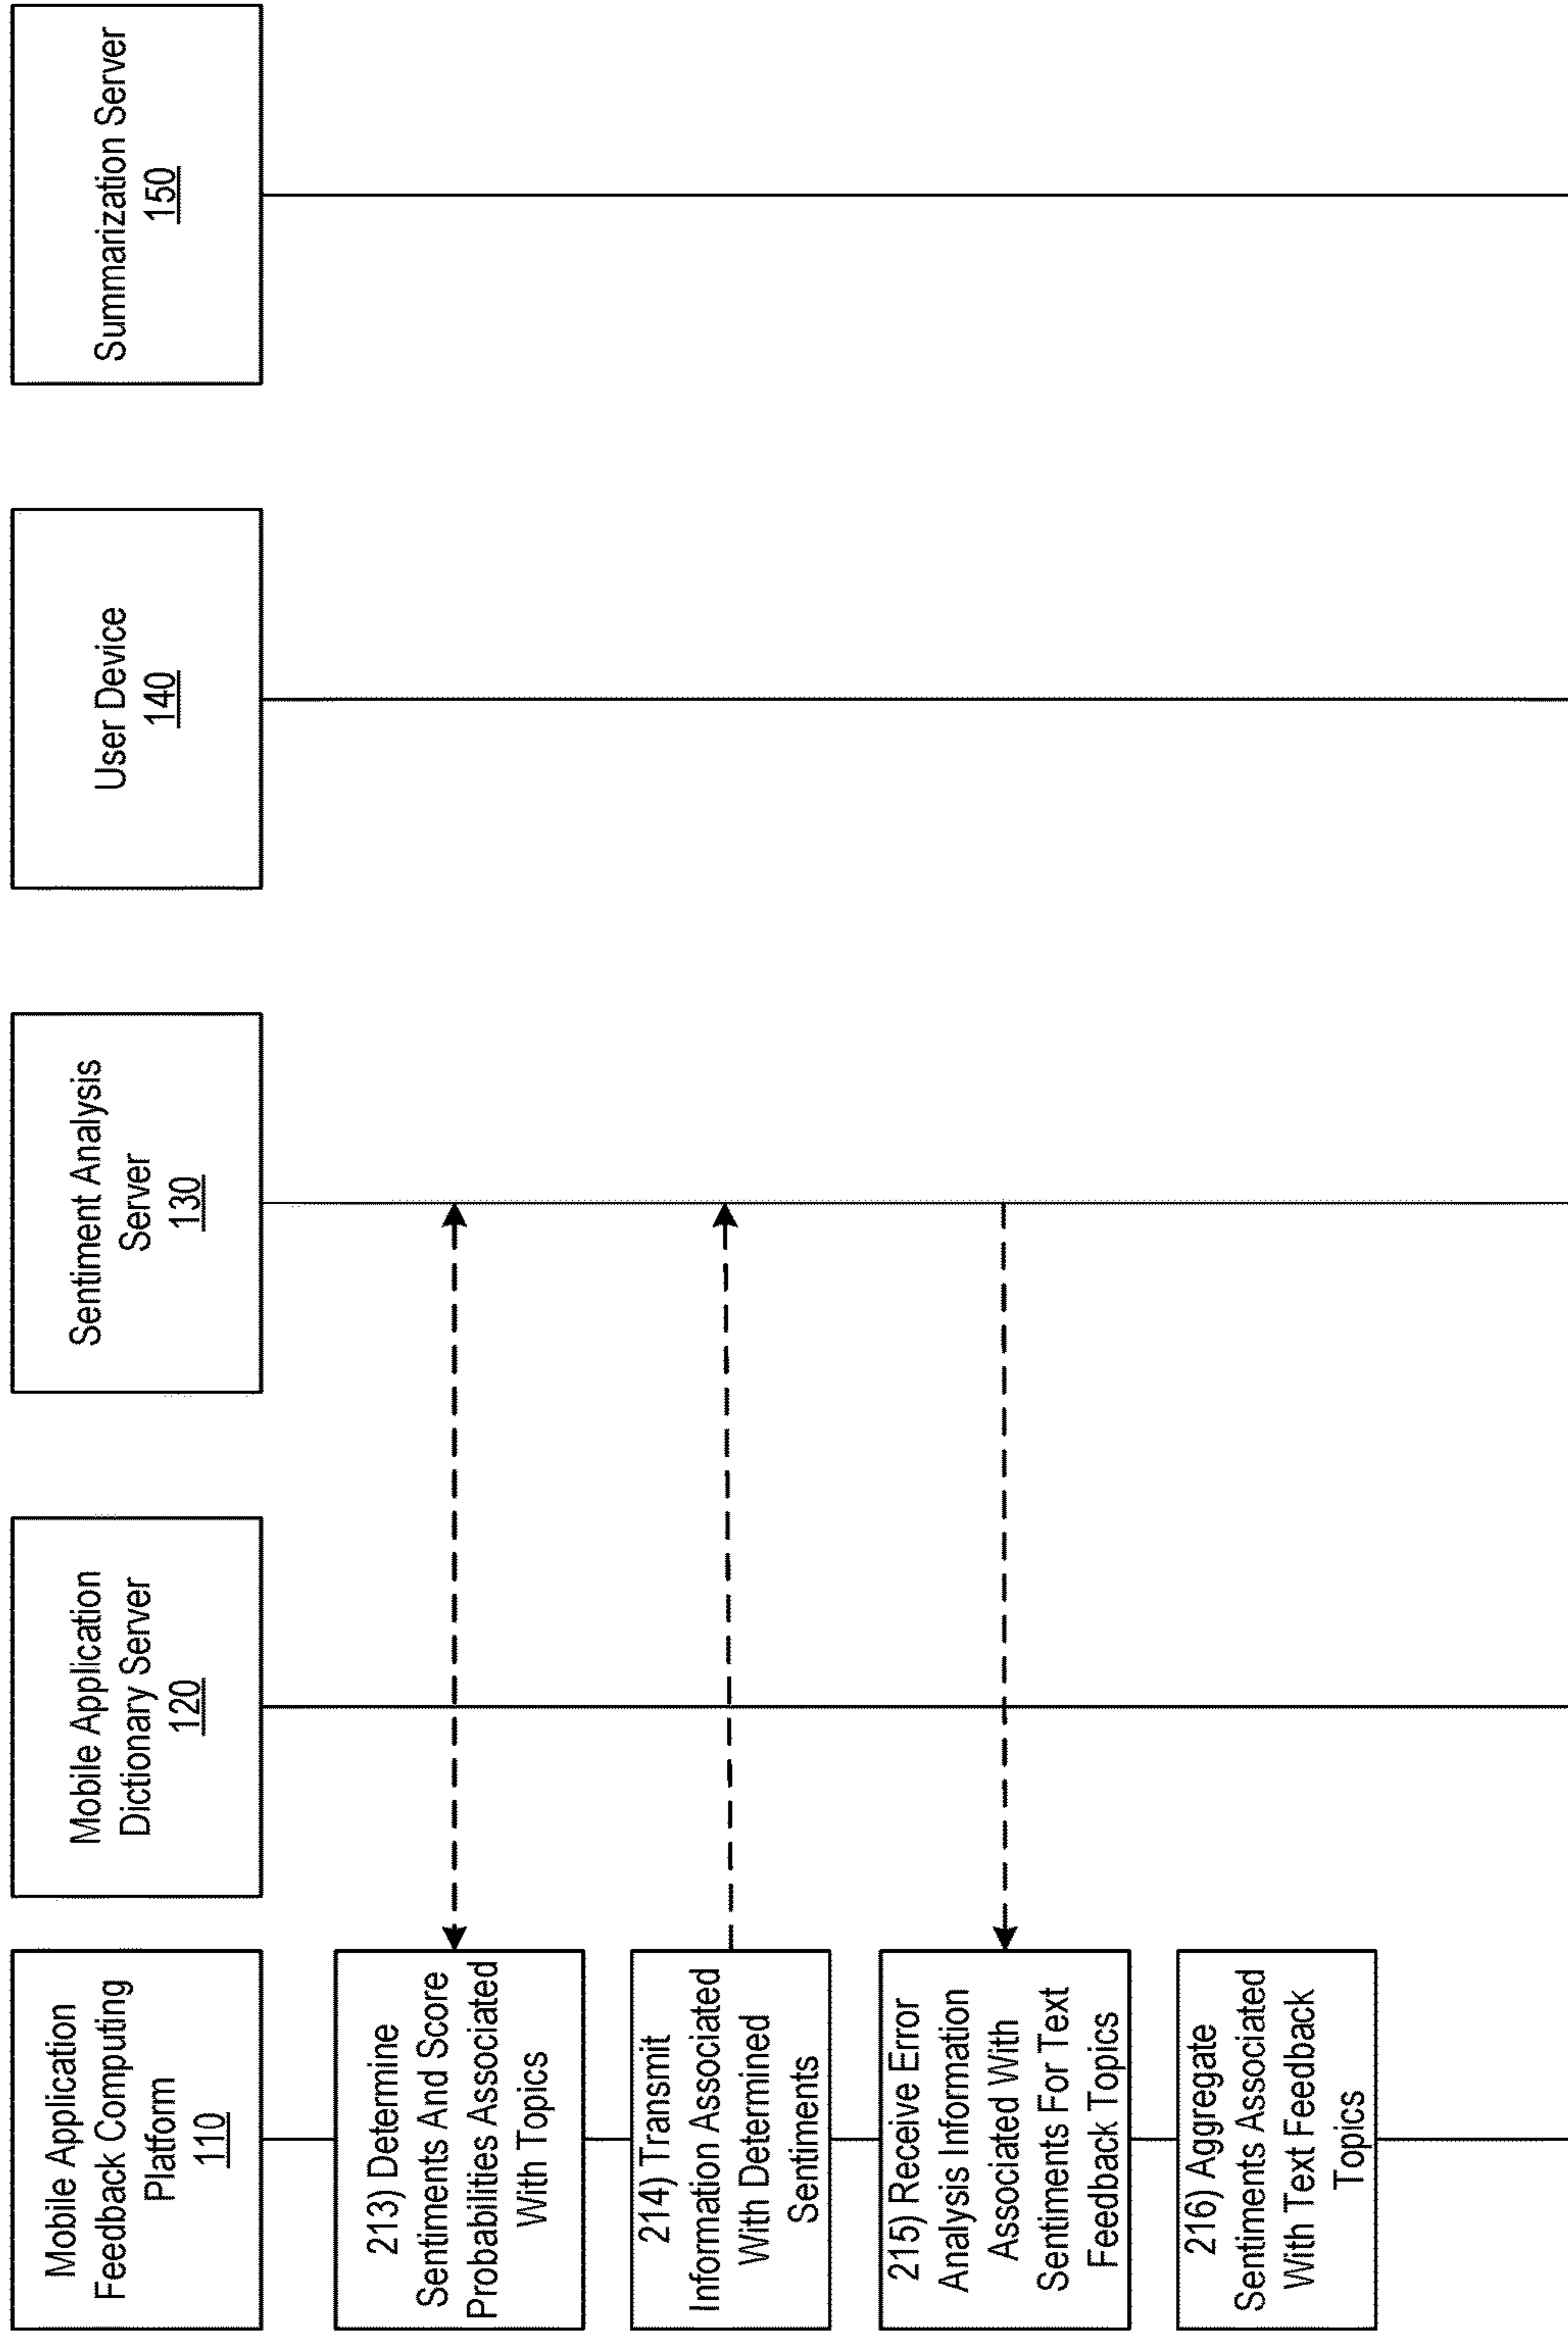 Mobile Application
Feedback Computing
Platform
110
Mobile Application
Dictionary Server
120
Sentiment Analysis
Server
130
User Device
140
Summarization Server
150
213) Determine
Sentiments And Score
Probabilities Associated
With Topics
214) Transmit
Information Associated
With Determined
Sentiments
215) Receive Error
Analysis Information
Associated With
Sentiments For Text
Feedback Topics
216) Aggregate
Sentiments Associated
With Text Feedback
Topics